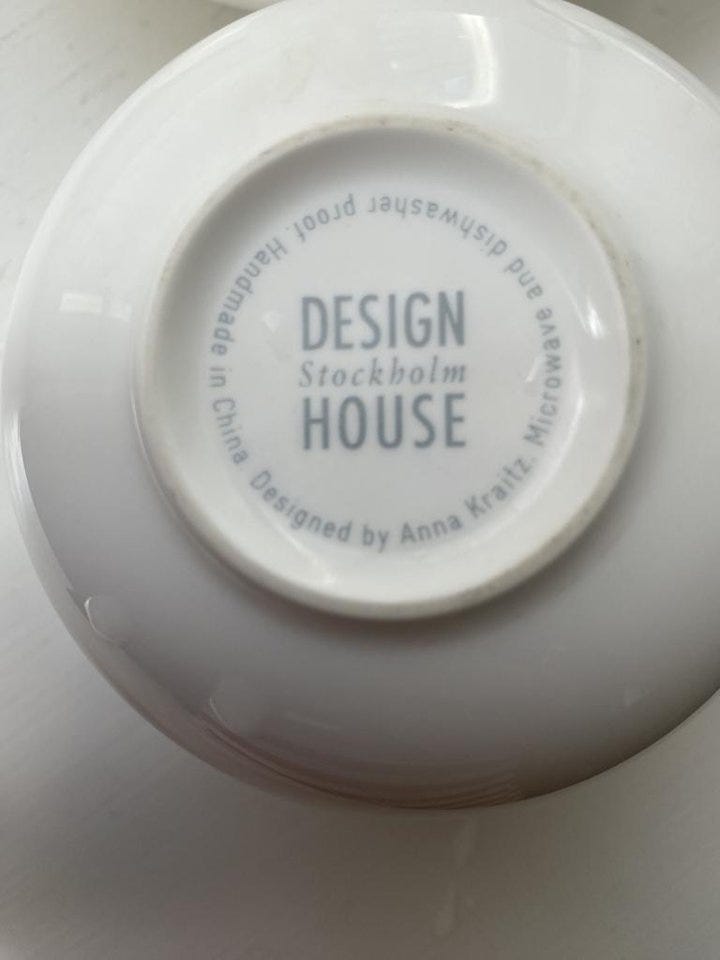 DESIGN
Stockholm
HOUSE
Designed by Anna Kraitz. Microwave and dishwasher proof. Handmade in China.